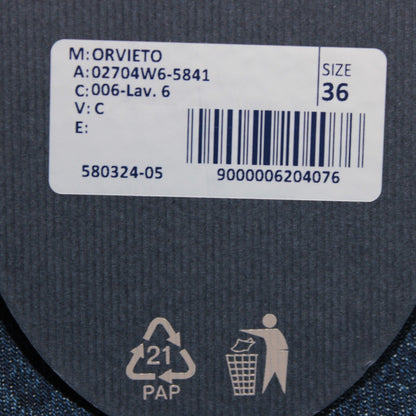 M: ORVIETO
A: 02704W6-5841
C: 006-Lav. 6
V: C
E:
SIZE
36
580324-05
9000006204076
21
PAP